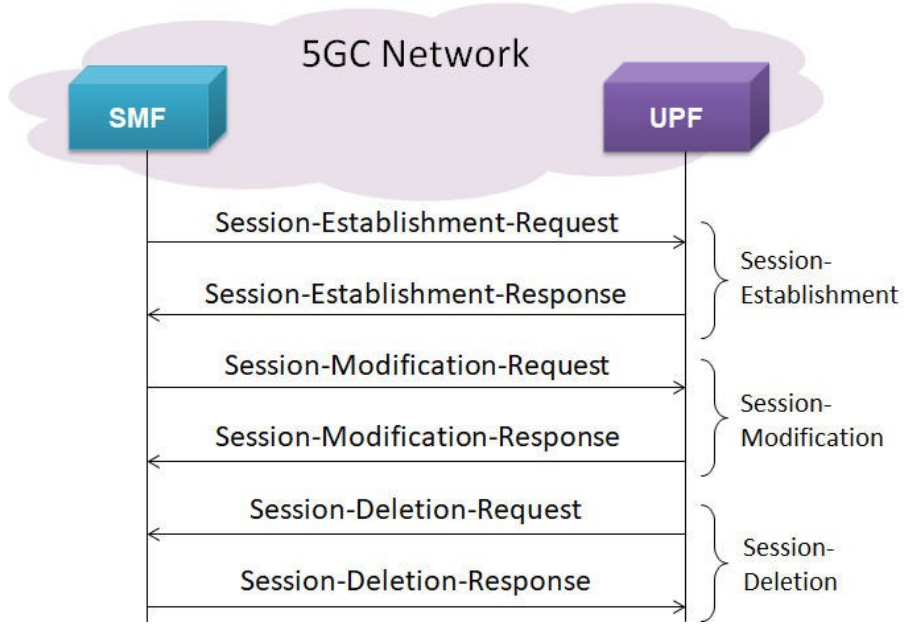 5GC Network
SMF
UPF
Session-Establishment-Request
Session-Establishment-Response
Session-
Establishment
Session-Modification-Request
Session-Modification-Response
Session-
Modification
Session-Deletion-Request
Session-Deletion-Response
Session-
Deletion